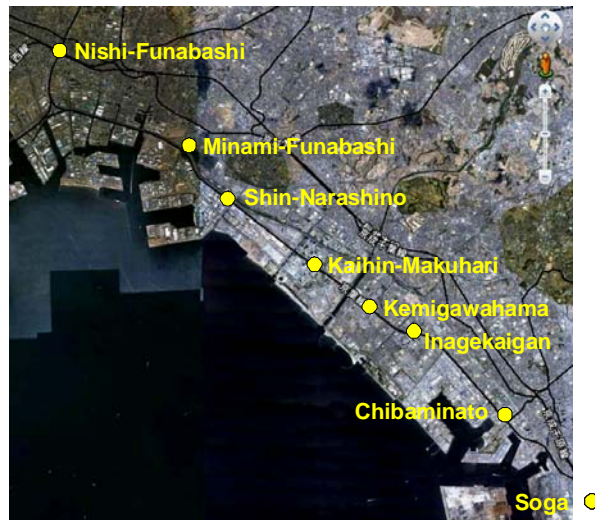 Nishi-Funabashi
Minami-Funabashi
Shin-Narashino
Kaihin-Makuhari
Kemigawahama
Inagekaigan
Chibaminato
Soga